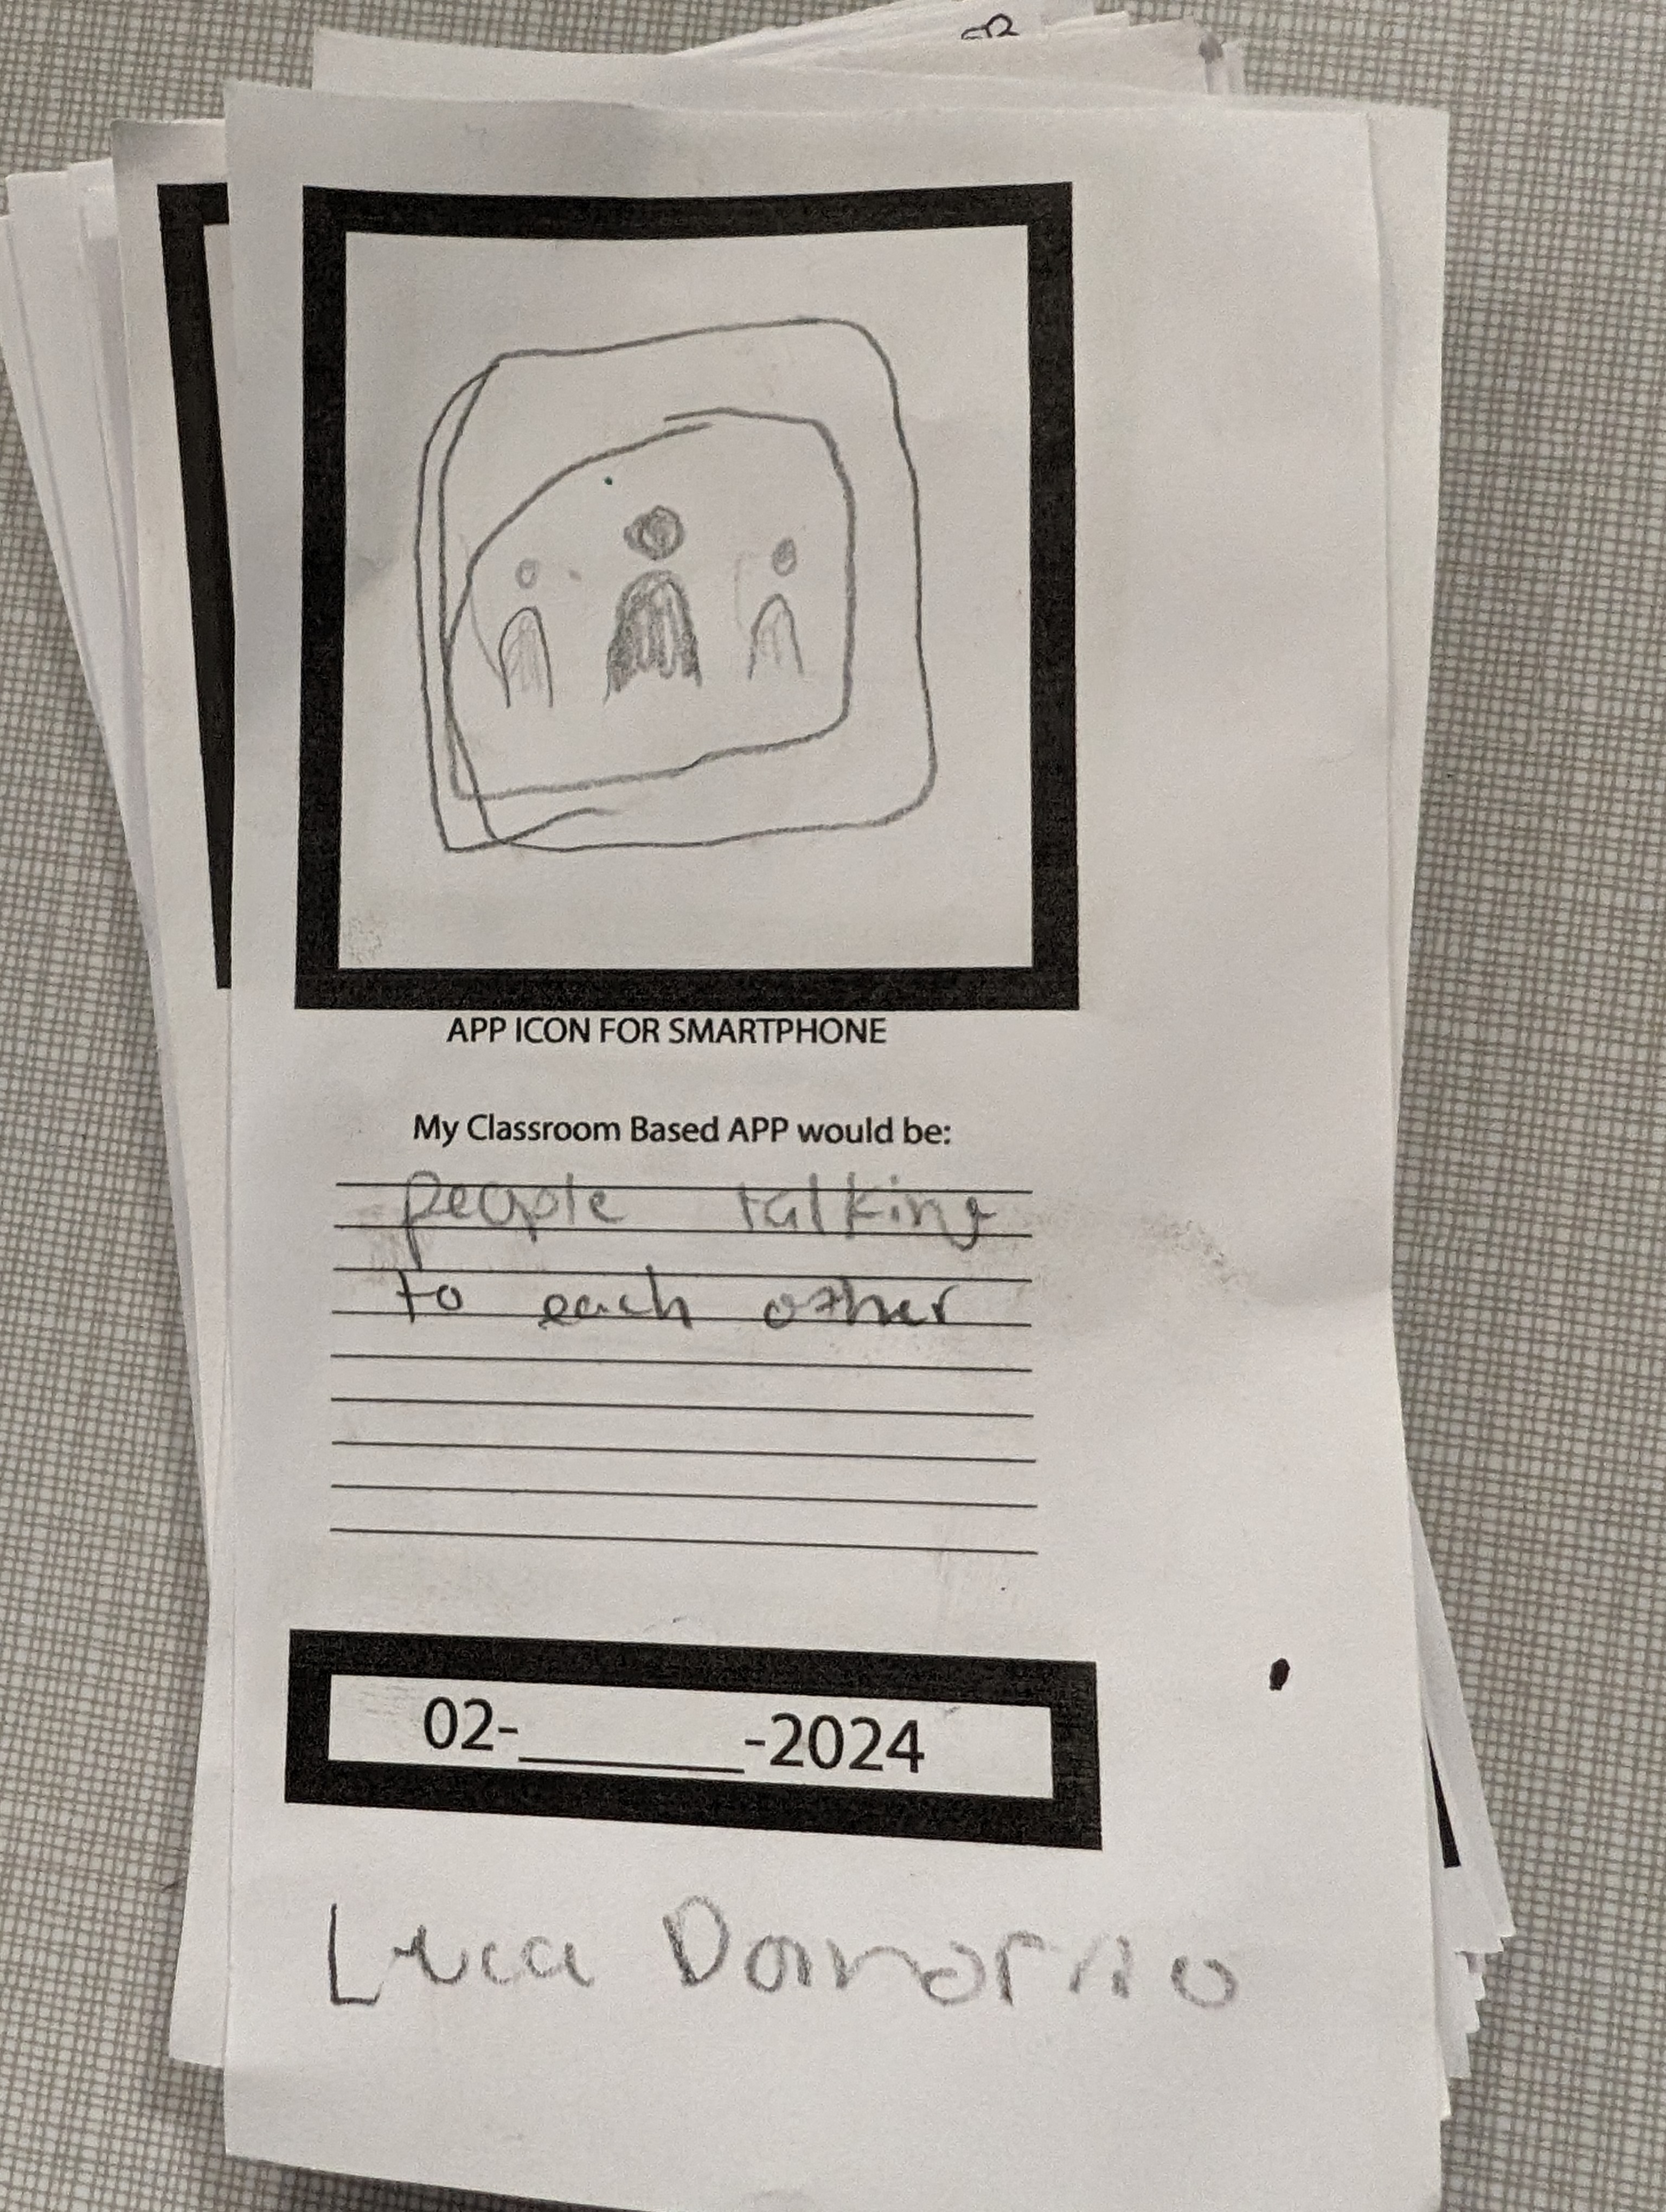 APP ICON FOR SMARTPHONE
My Classroom Based APP would be:
people talking
to each other
02-______-2024
Luca